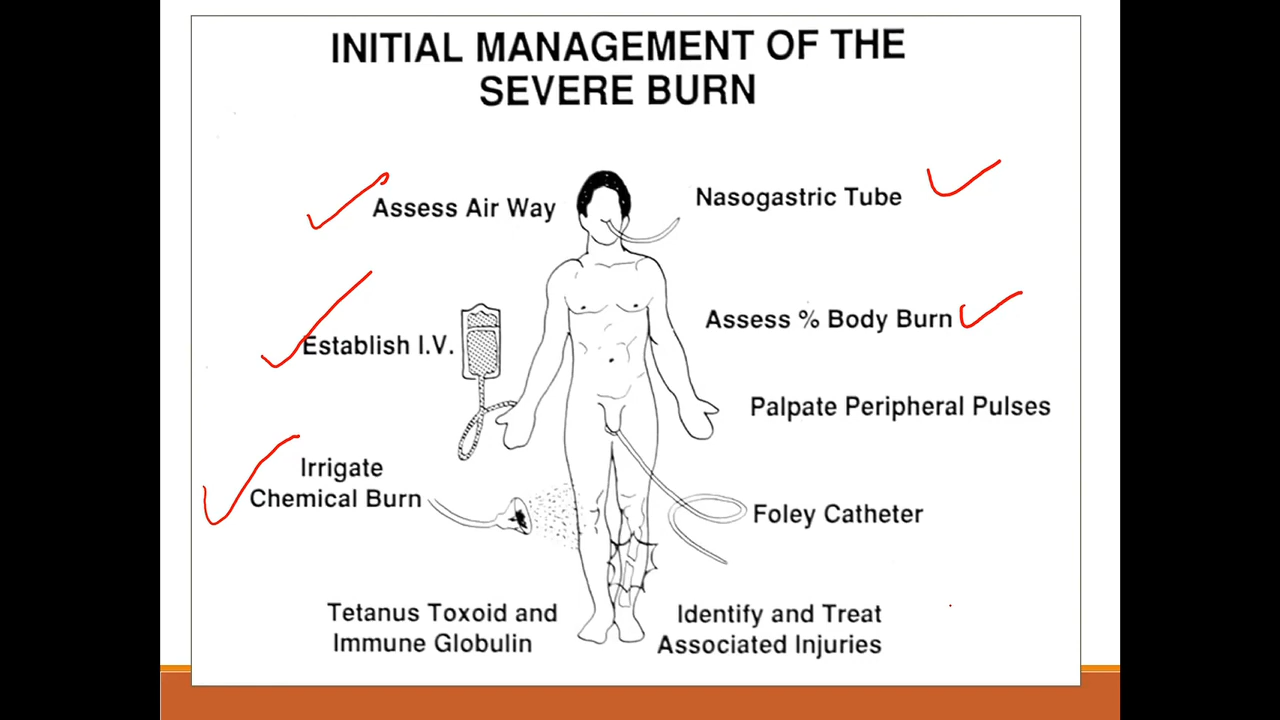 INITIAL MANAGEMENT OF THE
SEVERE BURN
Assess Air Way
Nasogastric Tube
Establish I.V.
Assess % Body Burn
Palpate Peripheral Pulses
Irrigate
Chemical Burn
Foley Catheter
Tetanus Toxoid and
Immune Globulin
Identify and Treat
Associated Injuries